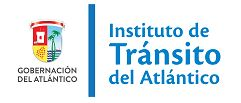 GOBERNACIÓN
DEL ATLÁNTICO
Instituto de
Tránsito
del Atlántico